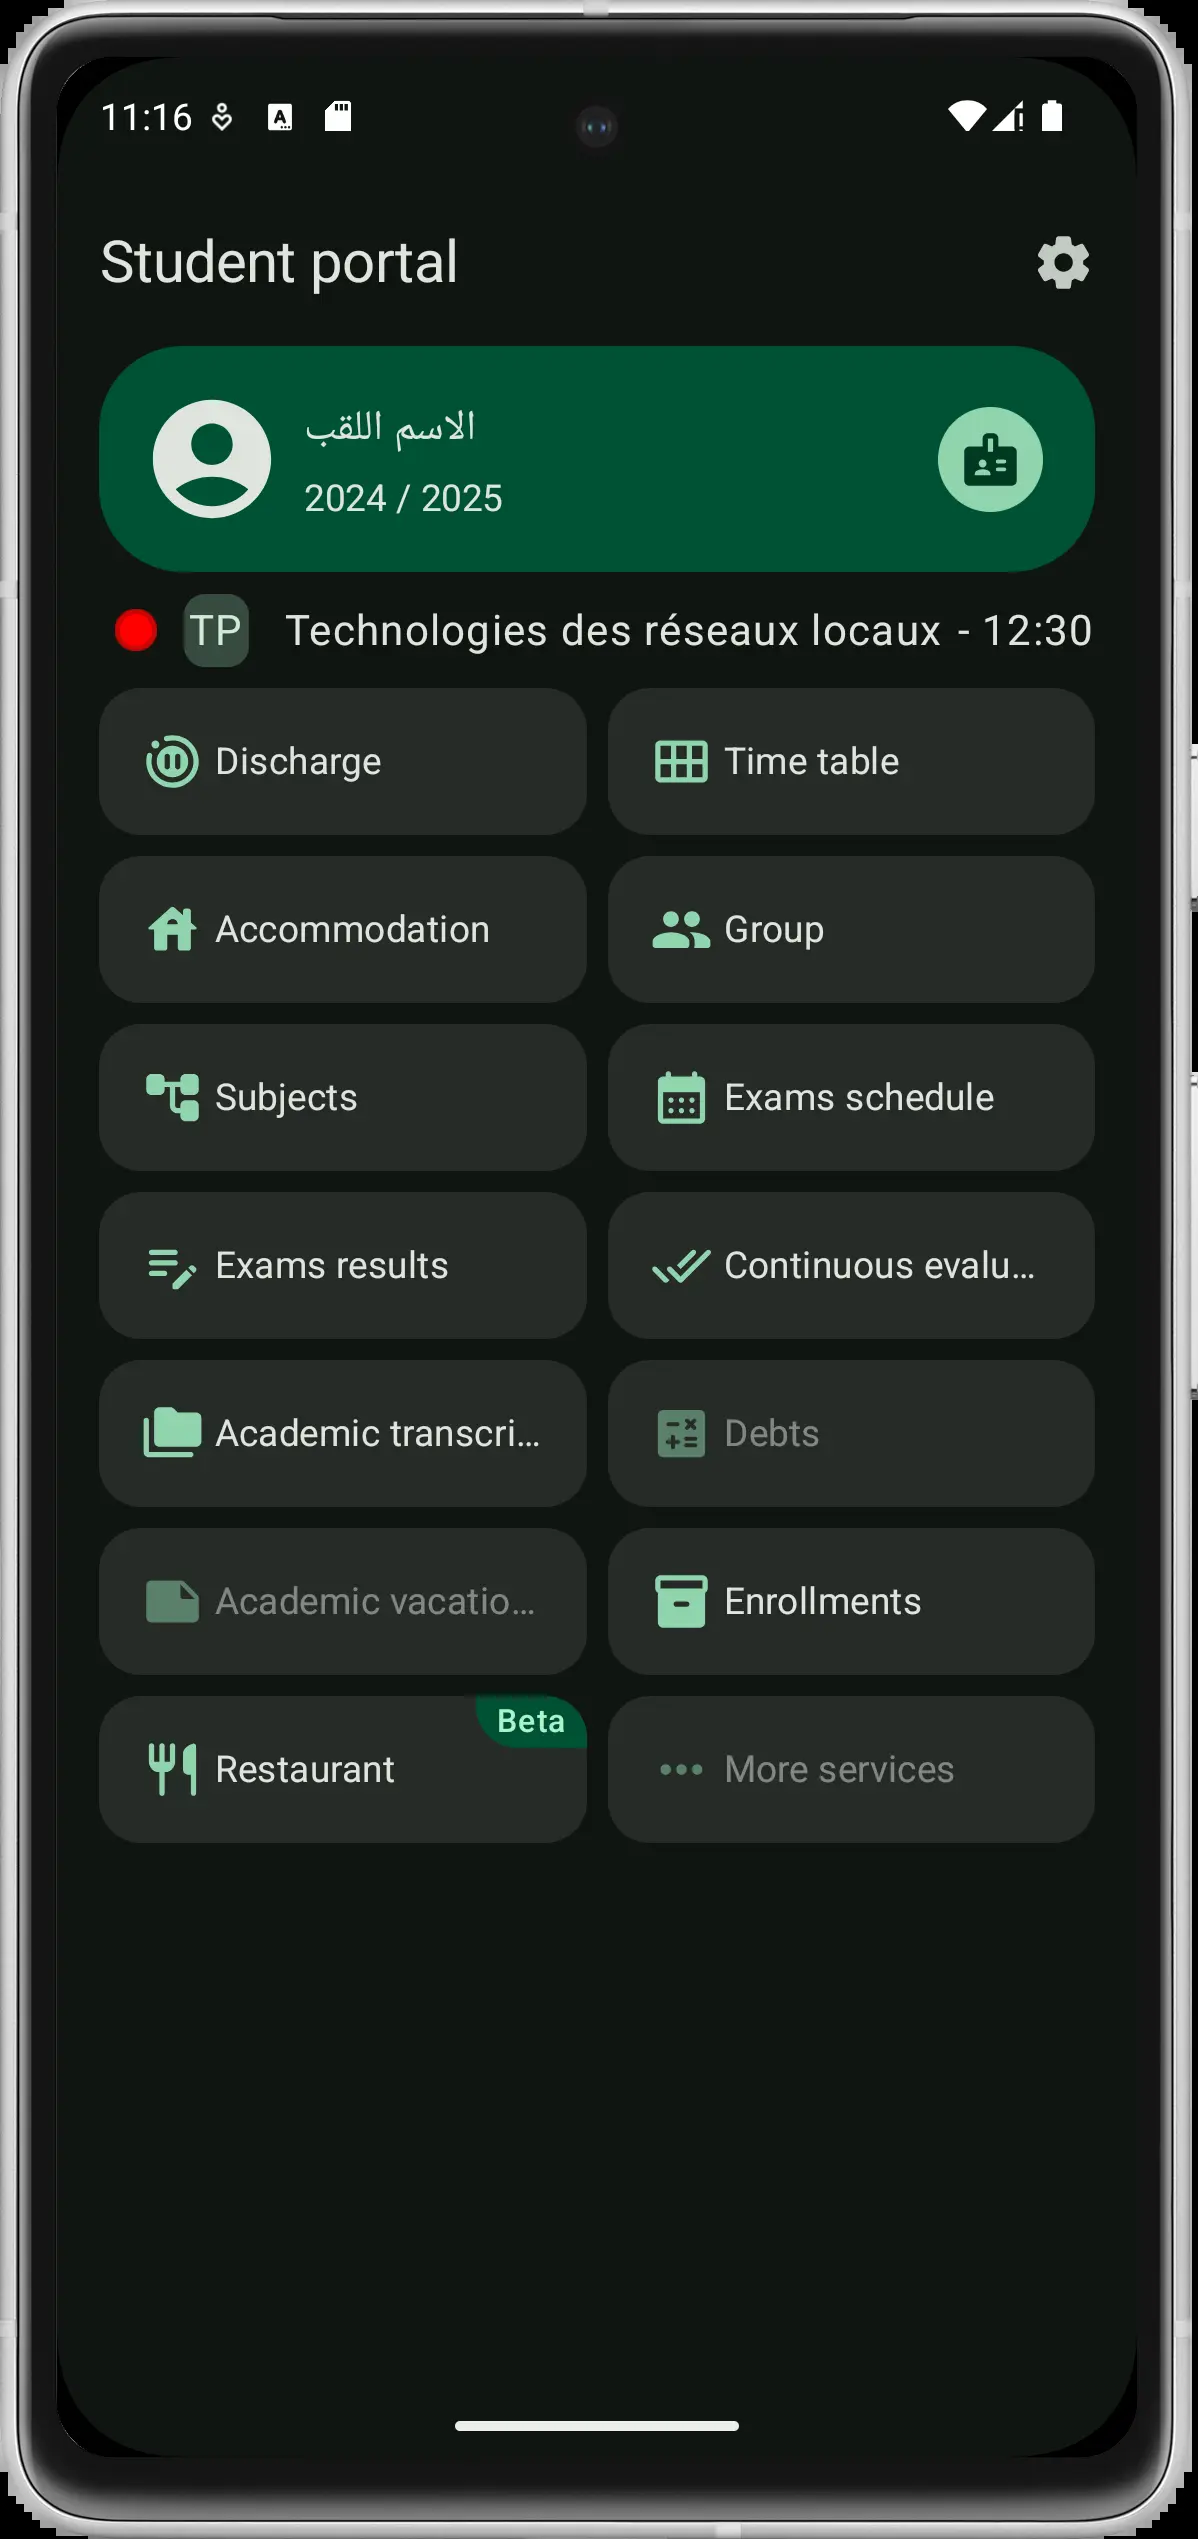 11:16
Student portal
الاسم اللقب
2024 / 2025
TP Technologies des réseaux locaux - 12:30
Discharge
Time table
Accommodation
Group
Subjects
Exams schedule
Exams results
Continuous evalu...
Academic transcri...
Debts
Academic vacatio...
Enrollments
Beta
Restaurant
More services